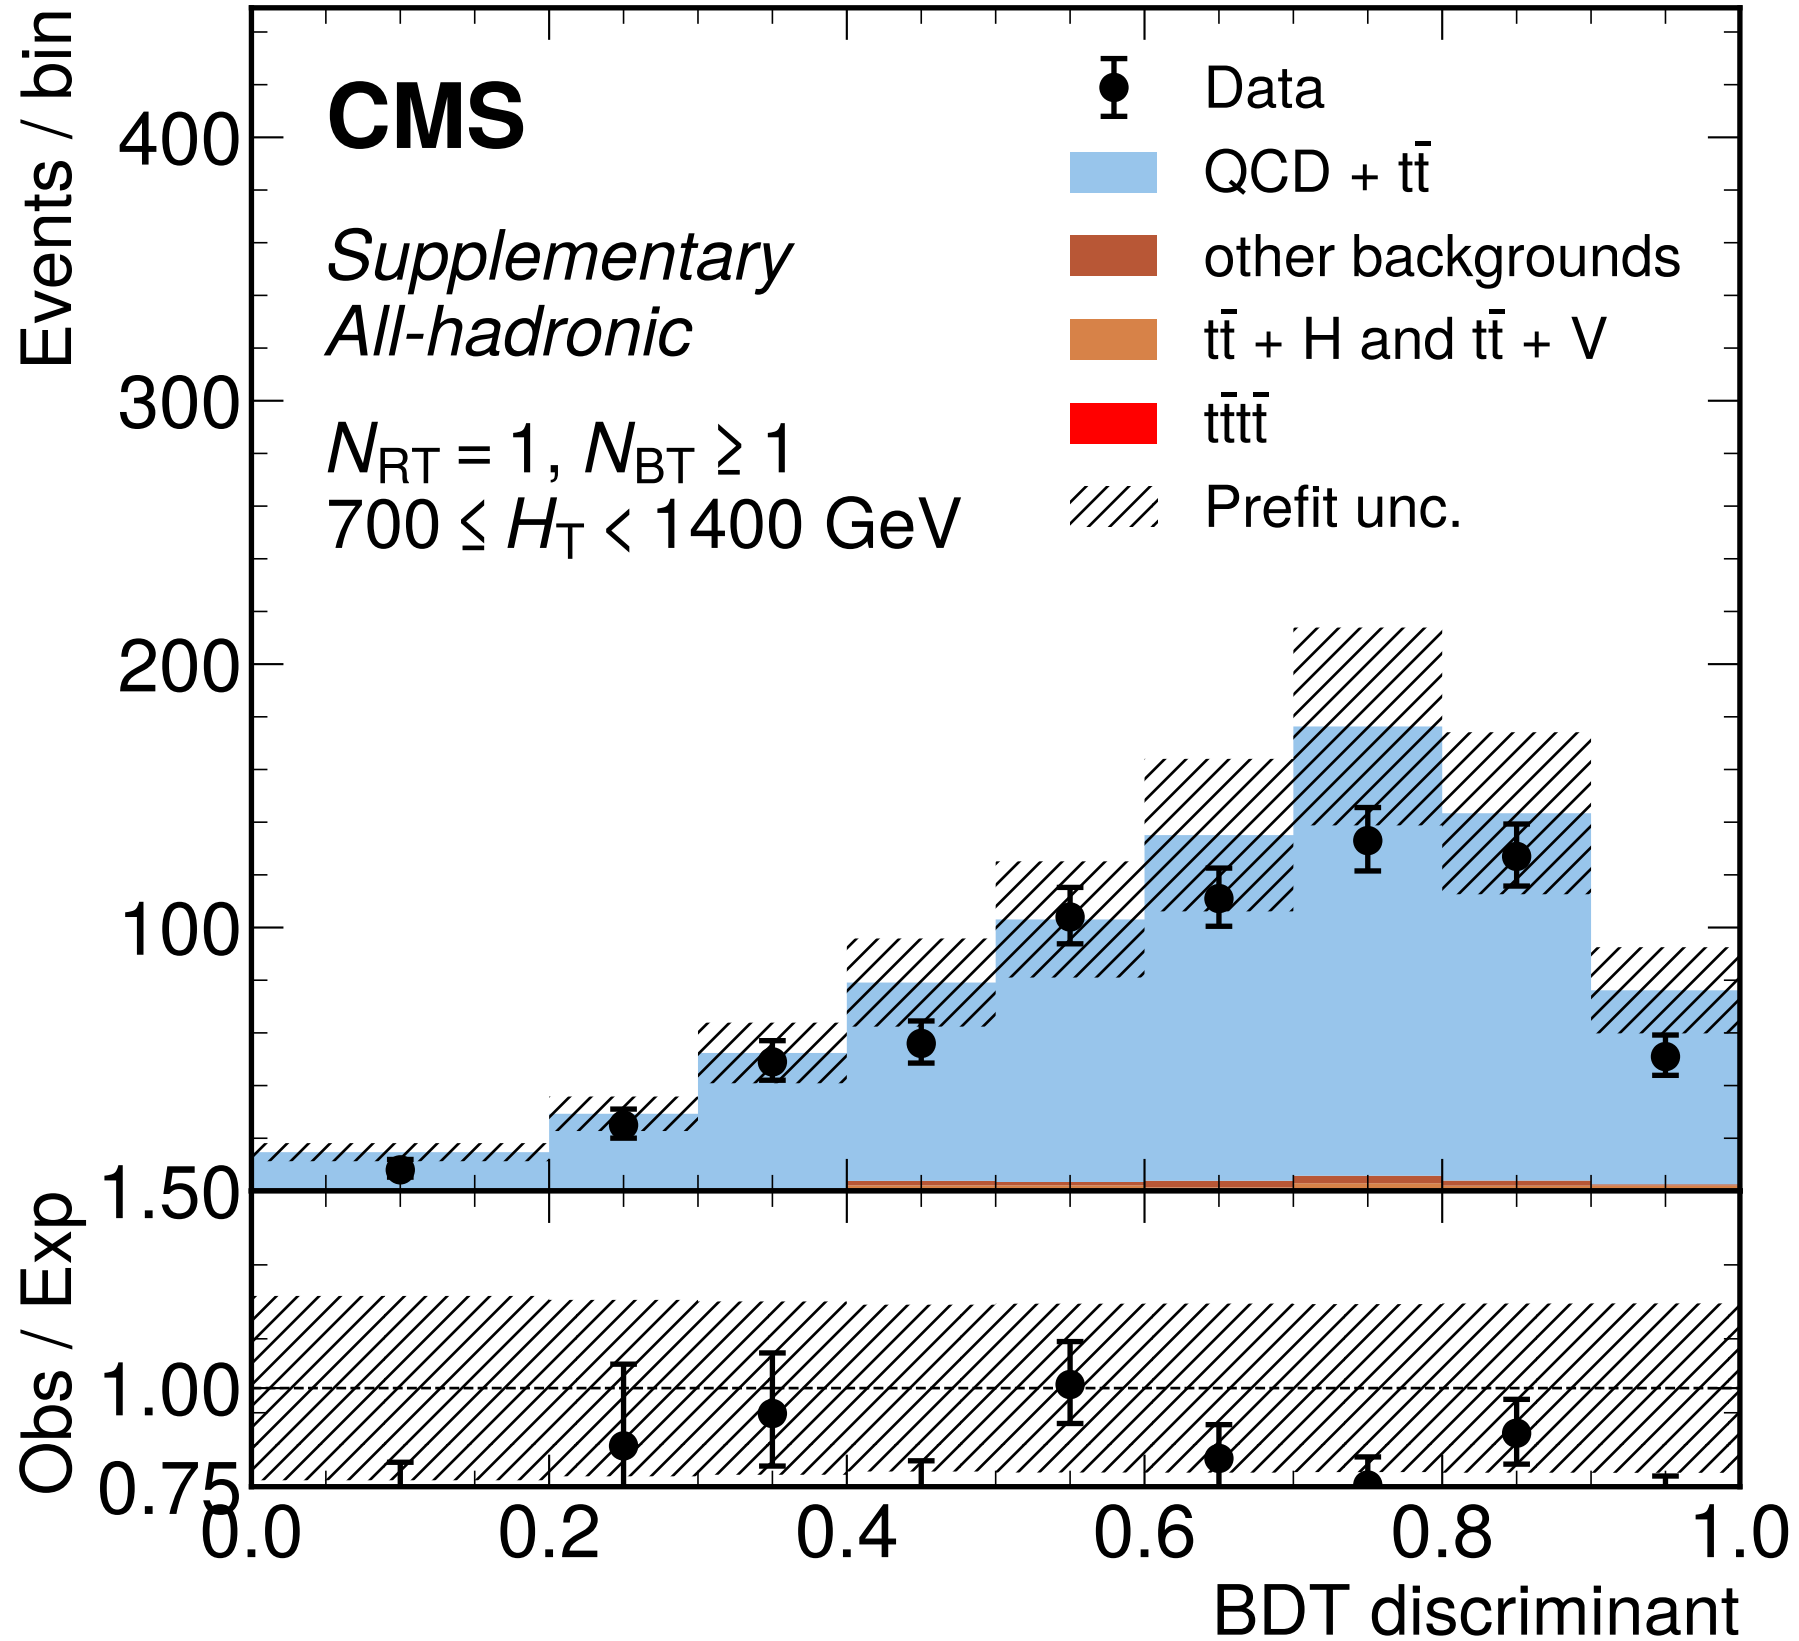 Events / bin
400
300
200
100
CMS
Supplementary
All-hadronic
N_RT = 1, N_BT ≥ 1
700 ≤ H_T < 1400 GeV
Data
QCD + tt̄
other backgrounds
tt̄ + H and tt̄ + V
tt̄tt̄
Prefit unc.
Obs / Exp
1.50
1.00
0.75
0.0 0.2 0.4 0.6 0.8 1.0
BDT discriminant